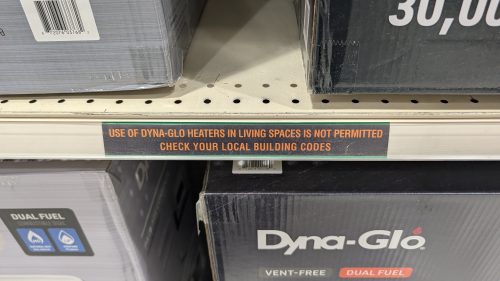 30,00
USE OF DYNA-GLO HEATERS IN LIVING SPACES IS NOT PERMITTED
CHECK YOUR LOCAL BUILDING CODES
DUAL FUEL
Dyna-Glo
VENT-FREE DUAL FUEL